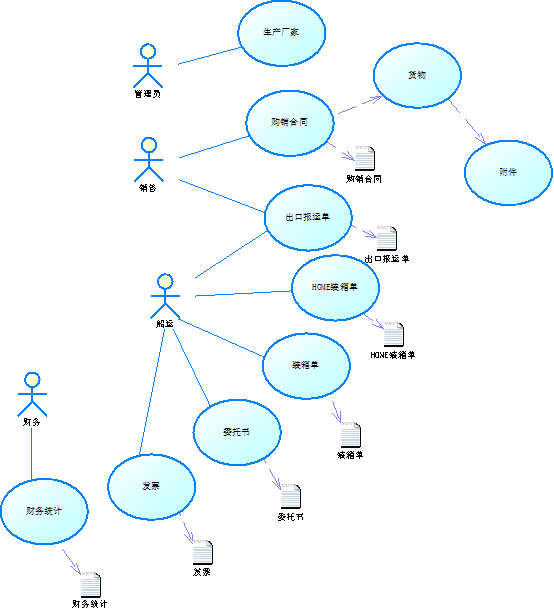 生产厂家
管理员
货物
购销合同
购销合同
附件
销售
出口报运单
出口报运单
HOME装箱单
船运
HOME装箱单
装箱单
财务
委托书
装箱单
发票
财务统计
委托书
发票
财务统计